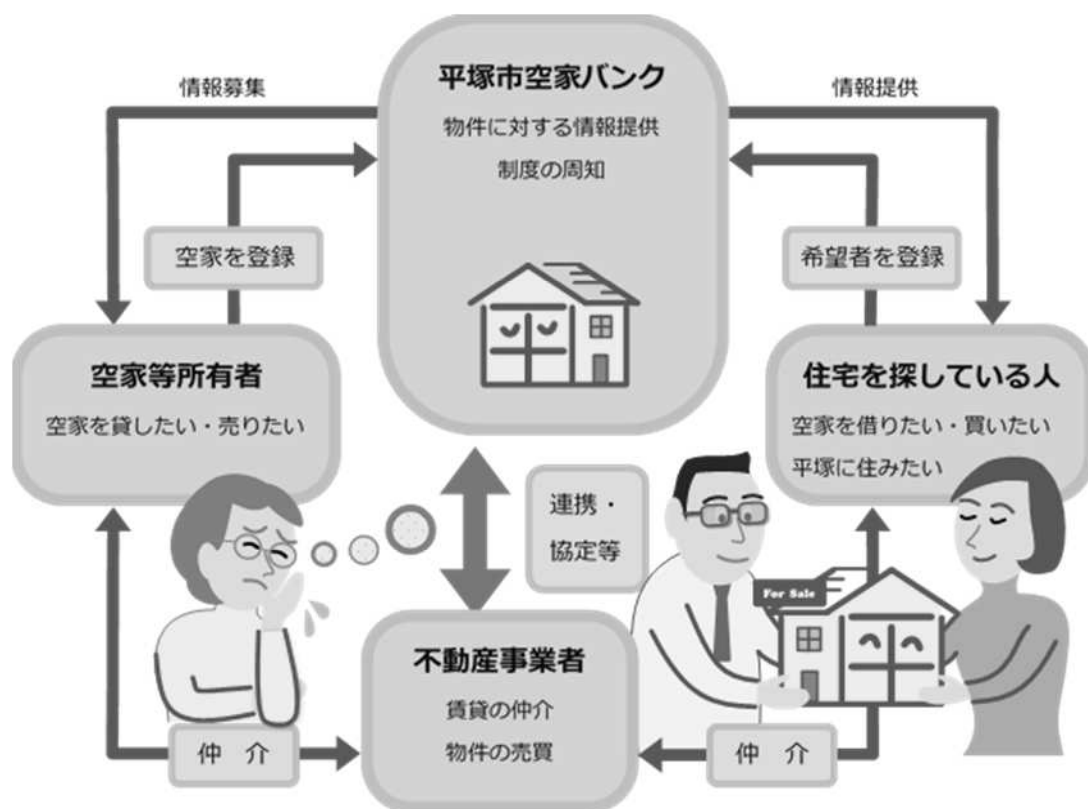 平塚市空家バンク
物件に対する情報提供
制度の周知
情報募集
情報提供
空家を登録
希望者を登録
空家等所有者
空家を貸したい・売りたい
住宅を探している人
空家を借りたい・買いたい
平塚に住みたい
連携・
協定等
For Sale
不動産事業者
賃貸の仲介
物件の売買
仲 介
仲 介